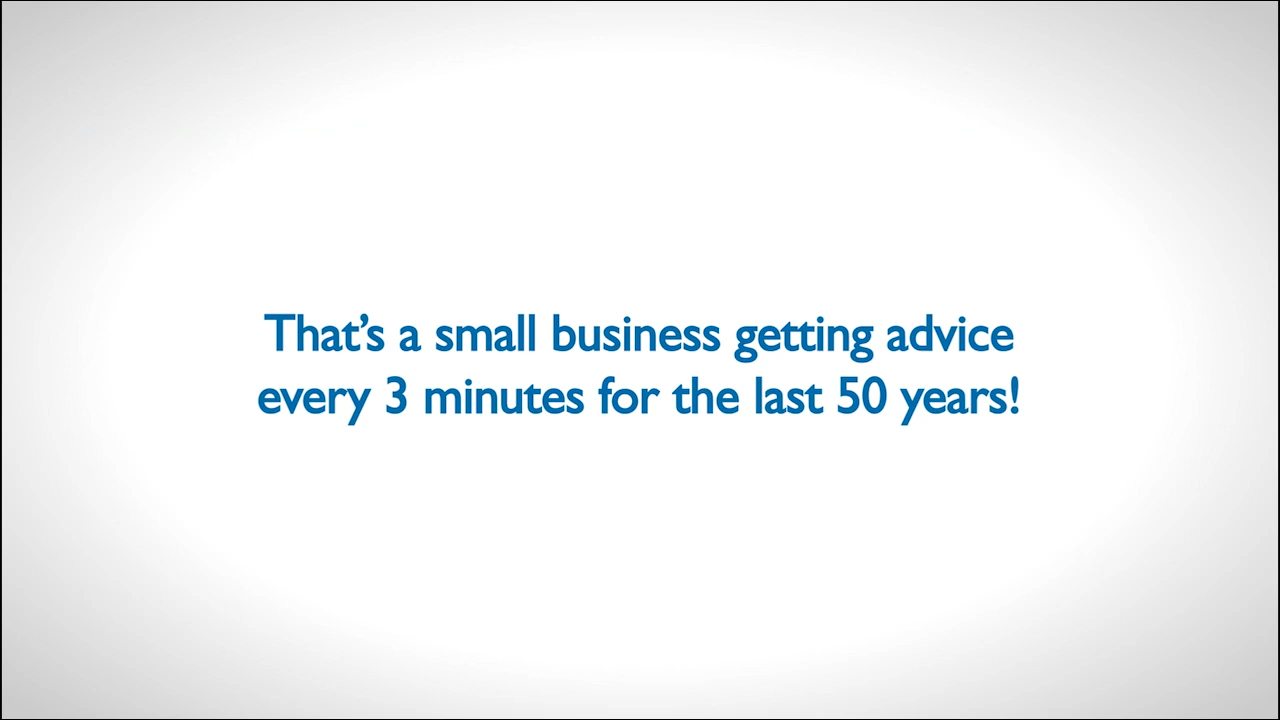 That’s a small business getting advice
every 3 minutes for the last 50 years!